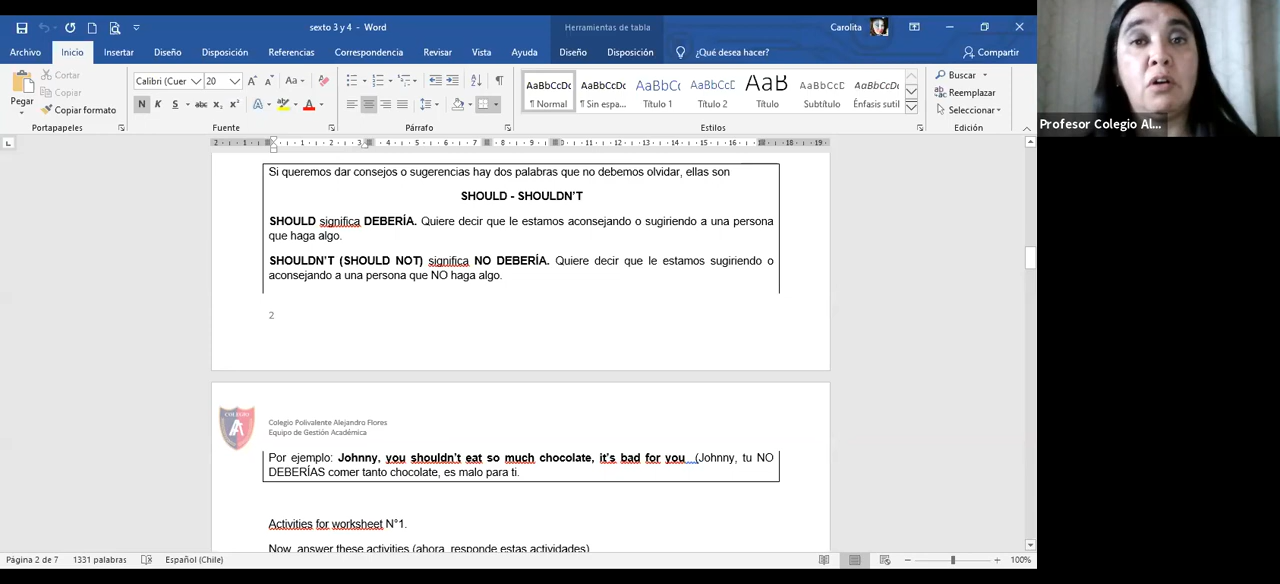 sexto 3 y 4 - Word
Herramientas de tabla
Carolita
Archivo Inicio Insertar Diseño Disposición Referencias Correspondencia Revisar Vista Ayuda Diseño Disposición ¿Qué desea hacer? Compartir
Pegar
Cortar
Copiar
Copiar formato
Portapapeles
Calibri (Cuer 20
N K S abc x₂ x²
Fuente
Párrafo
AaBbCcDc AaBbCcDc AaBbCc AaBbCcC AaB AaBbCcD AaBbCcDc
¶ Normal ¶ Sin espa... Título 1 Título 2 Título Subtítulo Énfasis sutil
Estilos
Buscar
Reemplazar
Seleccionar
Edición
Profesor Colegio Al...
Si queremos dar consejos o sugerencias hay dos palabras que no debemos olvidar, ellas son
SHOULD - SHOULDN'T
SHOULD significa DEBERÍA. Quiere decir que le estamos aconsejando o sugiriendo a una persona
que haga algo.
SHOULDN'T (SHOULD NOT) significa NO DEBERÍA. Quiere decir que le estamos sugiriendo o
aconsejando a una persona que NO haga algo.
2
COLEGIO
Colegio Polivalente Alejandro Flores
Equipo de Gestión Académica
Por ejemplo: Johnny, you shouldn't eat so much chocolate, it's bad for you (Johnny, tu NO
DEBERÍAS comer tanto chocolate, es malo para ti.
Activities for worksheet N°1.
Now, answer these activities (ahora, responde estas actividades)
Página 2 de 7 1331 palabras Español (Chile) 100%